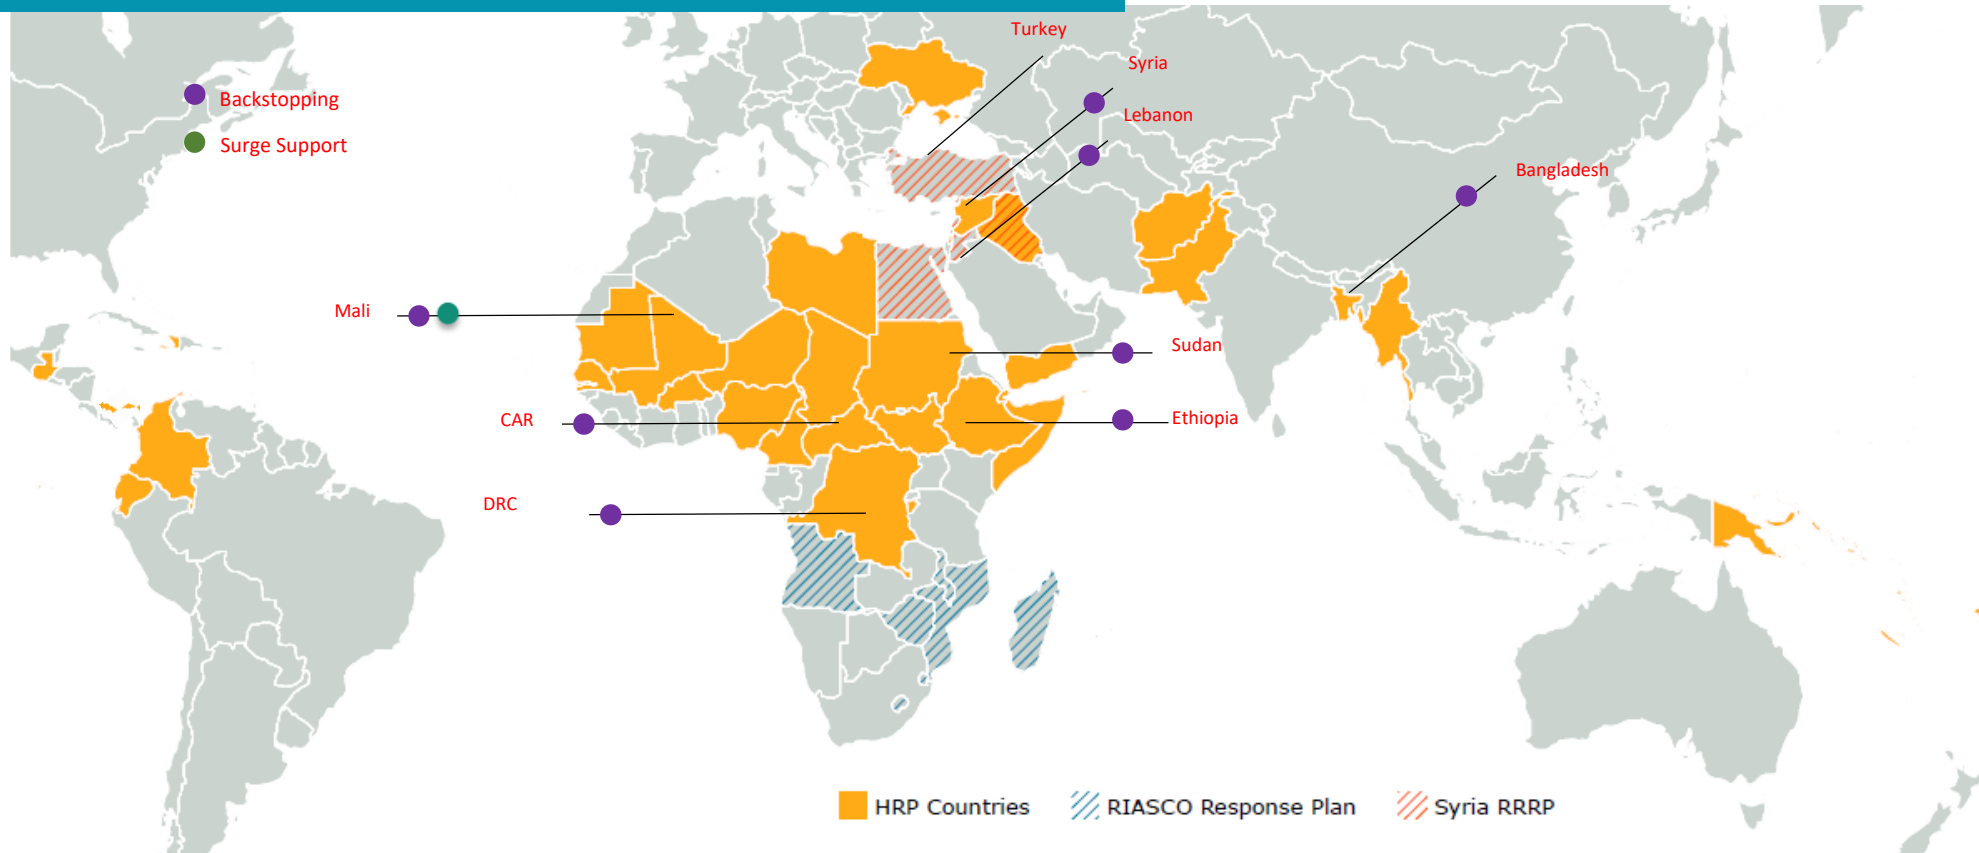 Turkey
Syria
Backstopping
Lebanon
Surge Support
Bangladesh
Mali
Sudan
CAR
Ethiopia
DRC
HRP Countries
RIASCO Response Plan
Syria RRRP